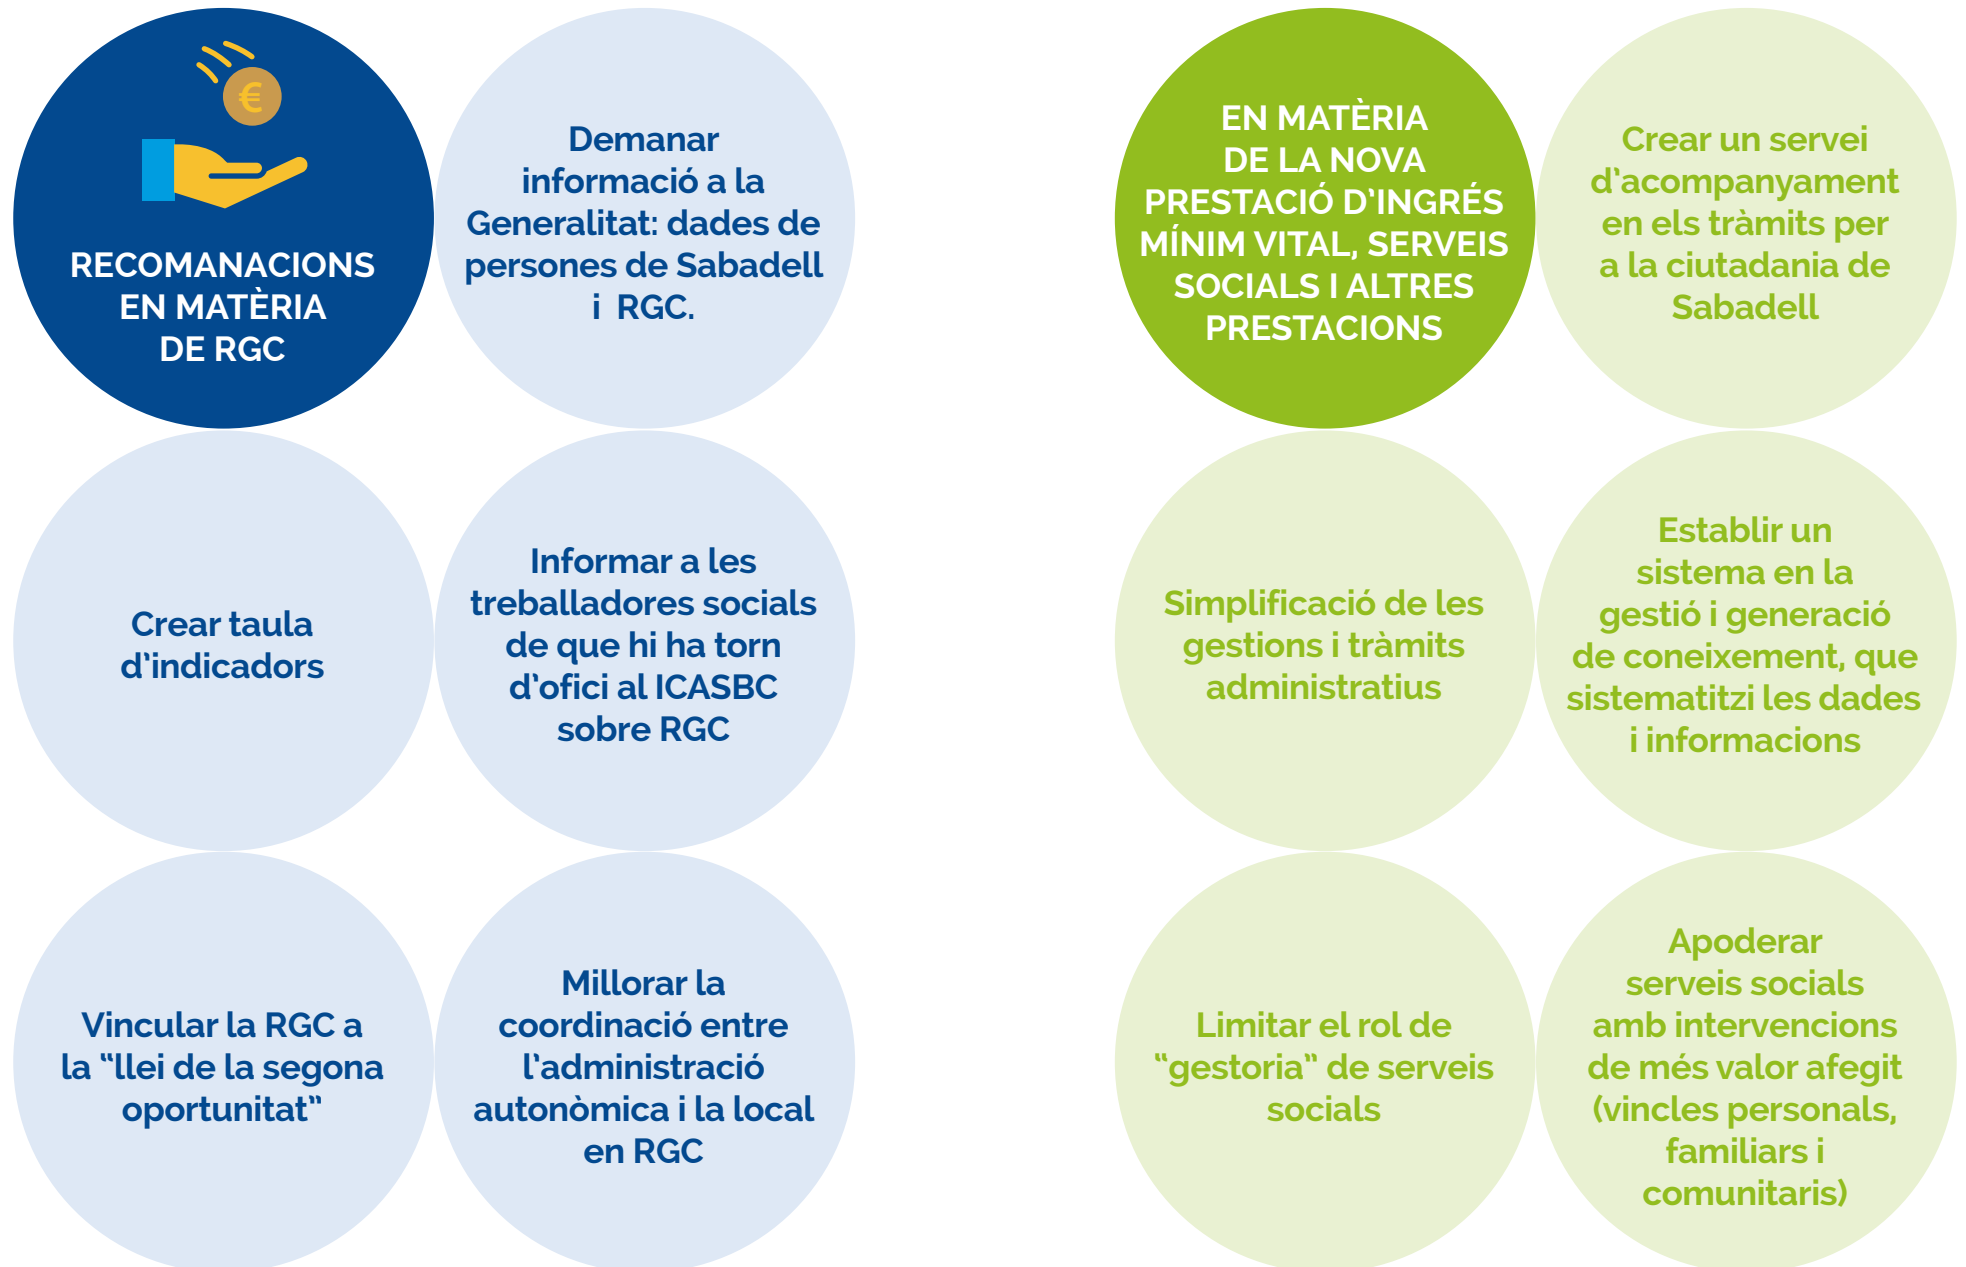 €
RECOMANACIONS
EN MATÈRIA
DE RGC
Demanar
informació a la
Generalitat: dades de
persones de Sabadell
i RGC.
Crear taula
d’indicadors
Informar a les
treballadores socials
de que hi ha torn
d’ofici al ICASBC
sobre RGC
Vincular la RGC a
la “llei de la segona
oportunitat”
Millorar la
coordinació entre
l’administració
autonòmica i la local
en RGC
EN MATÈRIA
DE LA NOVA
PRESTACIÓ D’INGRÉS
MÍNIM VITAL, SERVEIS
SOCIALS I ALTRES
PRESTACIONS
Crear un servei
d’acompanyament
en els tràmits per
a la ciutadania de
Sabadell
Simplificació de les
gestions i tràmits
administratius
Establir un
sistema en la
gestió i generació
de coneixement, que
sistematitzi les dades
i informacions
Limitar el rol de
“gestoria” de serveis
socials
Apoderar
serveis socials
amb intervencions
de més valor afegit
(vincles personals,
familiars i
comunitaris)